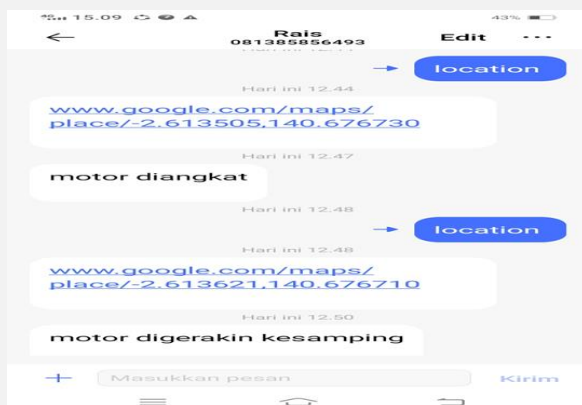 15.09
43%
Rais
081385856493
Edit
location
Hari ini 12.44
www.google.com/maps/
place/-2.613505,140.676730
Hari ini 12.47
motor diangkat
Hari ini 12.48
location
Hari ini 12.48
www.google.com/maps/
place/-2.613621,140.676710
Hari ini 12.50
motor digerakin kesamping
Masukkan pesan
Kirim